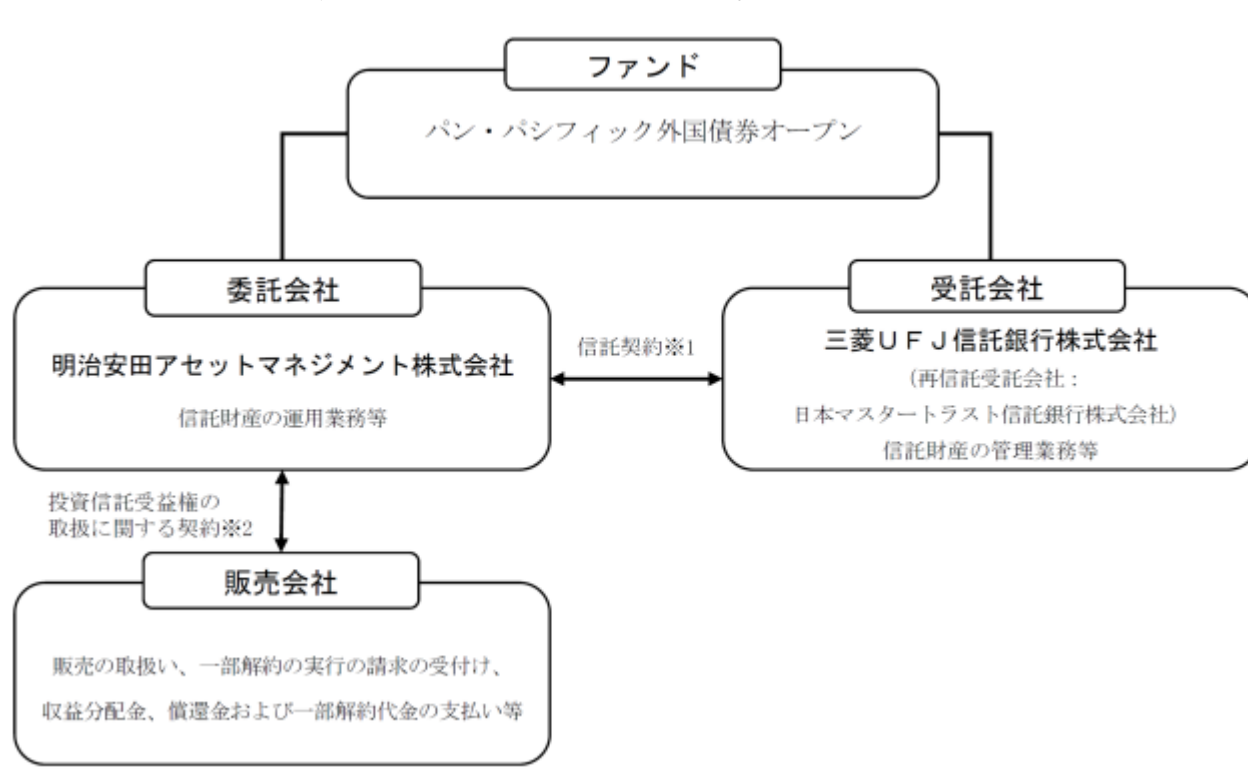 ファンド
パン・パシフィック外国債券オープン
委託会社
明治安田アセットマネジメント株式会社
信託財産の運用業務等
信託契約※1
受託会社
三菱ＵＦＪ信託銀行株式会社
(再信託受託会社：
日本マスタートラスト信託銀行株式会社)
信託財産の管理業務等
投資信託受益権の
取扱に関する契約※2
販売会社
販売の取扱い、一部解約の実行の請求の受付け、
収益分配金、償還金および一部解約代金の支払い等